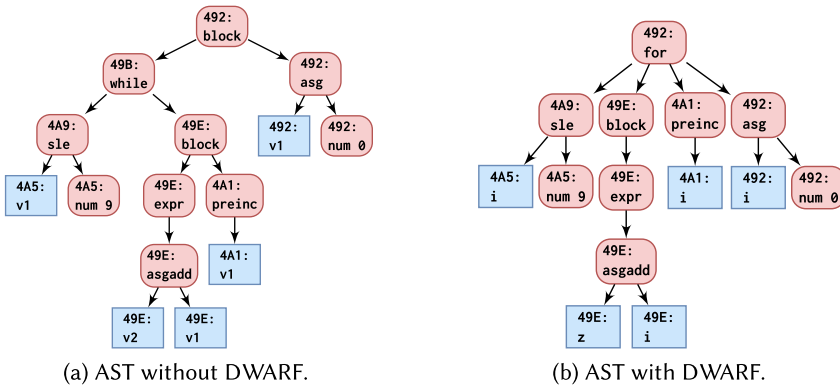 492:
block
49B:
while
492:
asg
4A9:
sle
49E:
block
492:
v1
492:
num 0
4A5:
v1
4A5:
num 9
49E:
expr
4A1:
preinc
49E:
asgadd
4A1:
v1
49E:
v2
49E:
v1
(a) AST without DWARF.
492:
for
4A9:
sle
49E:
block
4A1:
preinc
492:
asg
4A5:
i
4A5:
num 9
49E:
expr
4A1:
i
492:
i
492:
num 0
49E:
asgadd
49E:
z
49E:
i
(b) AST with DWARF.